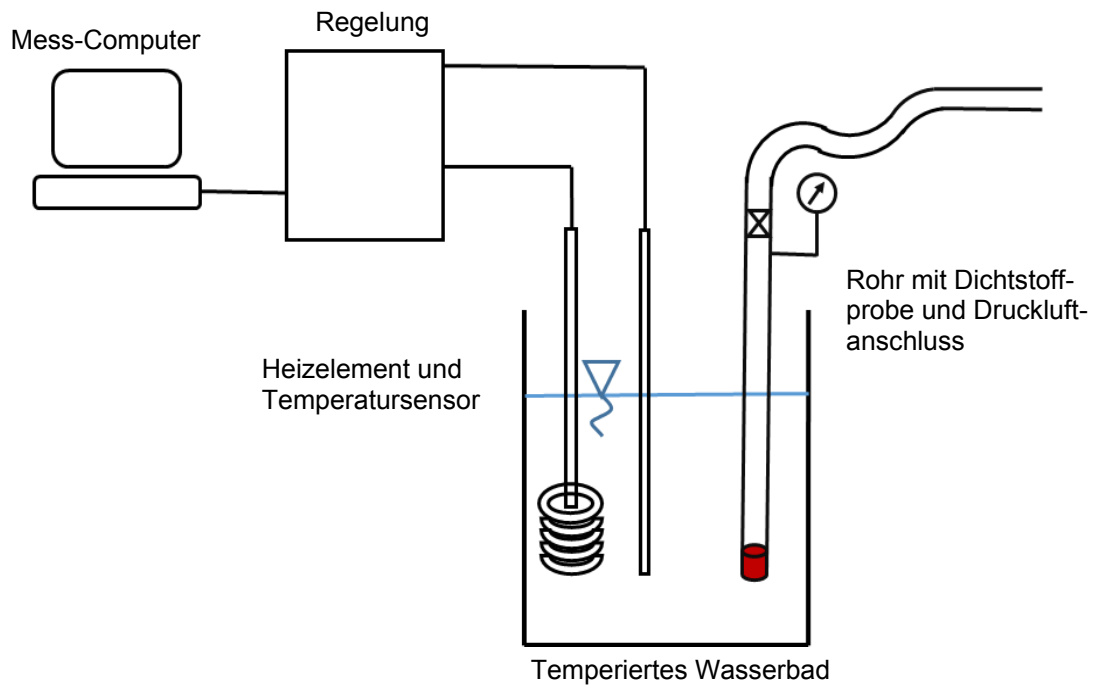 Regelung
Mess-Computer
Rohr mit Dichtstoff-
probe und Druckluft-
anschluss
Heizelement und
Temperatursensor
Temperiertes Wasserbad